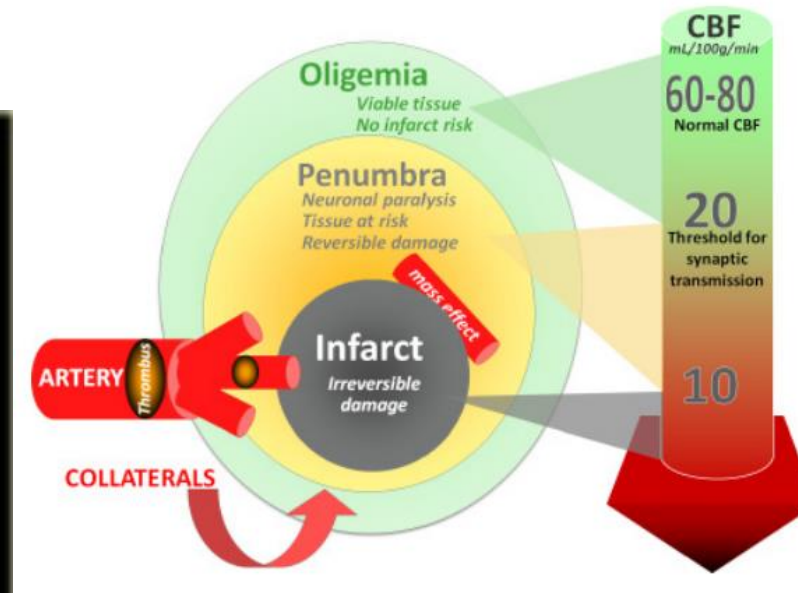 Oligemia
Viable tissue
No infarct risk
Penumbra
Neuronal paralysis
Tissue at risk
Reversible damage
mass effect
Infarct
Irreversible
damage
ARTERY
Thrombus
COLLATERALS
CBF
mL/100g/min
60-80
Normal CBF
20
Threshold for
synaptic
transmission
10